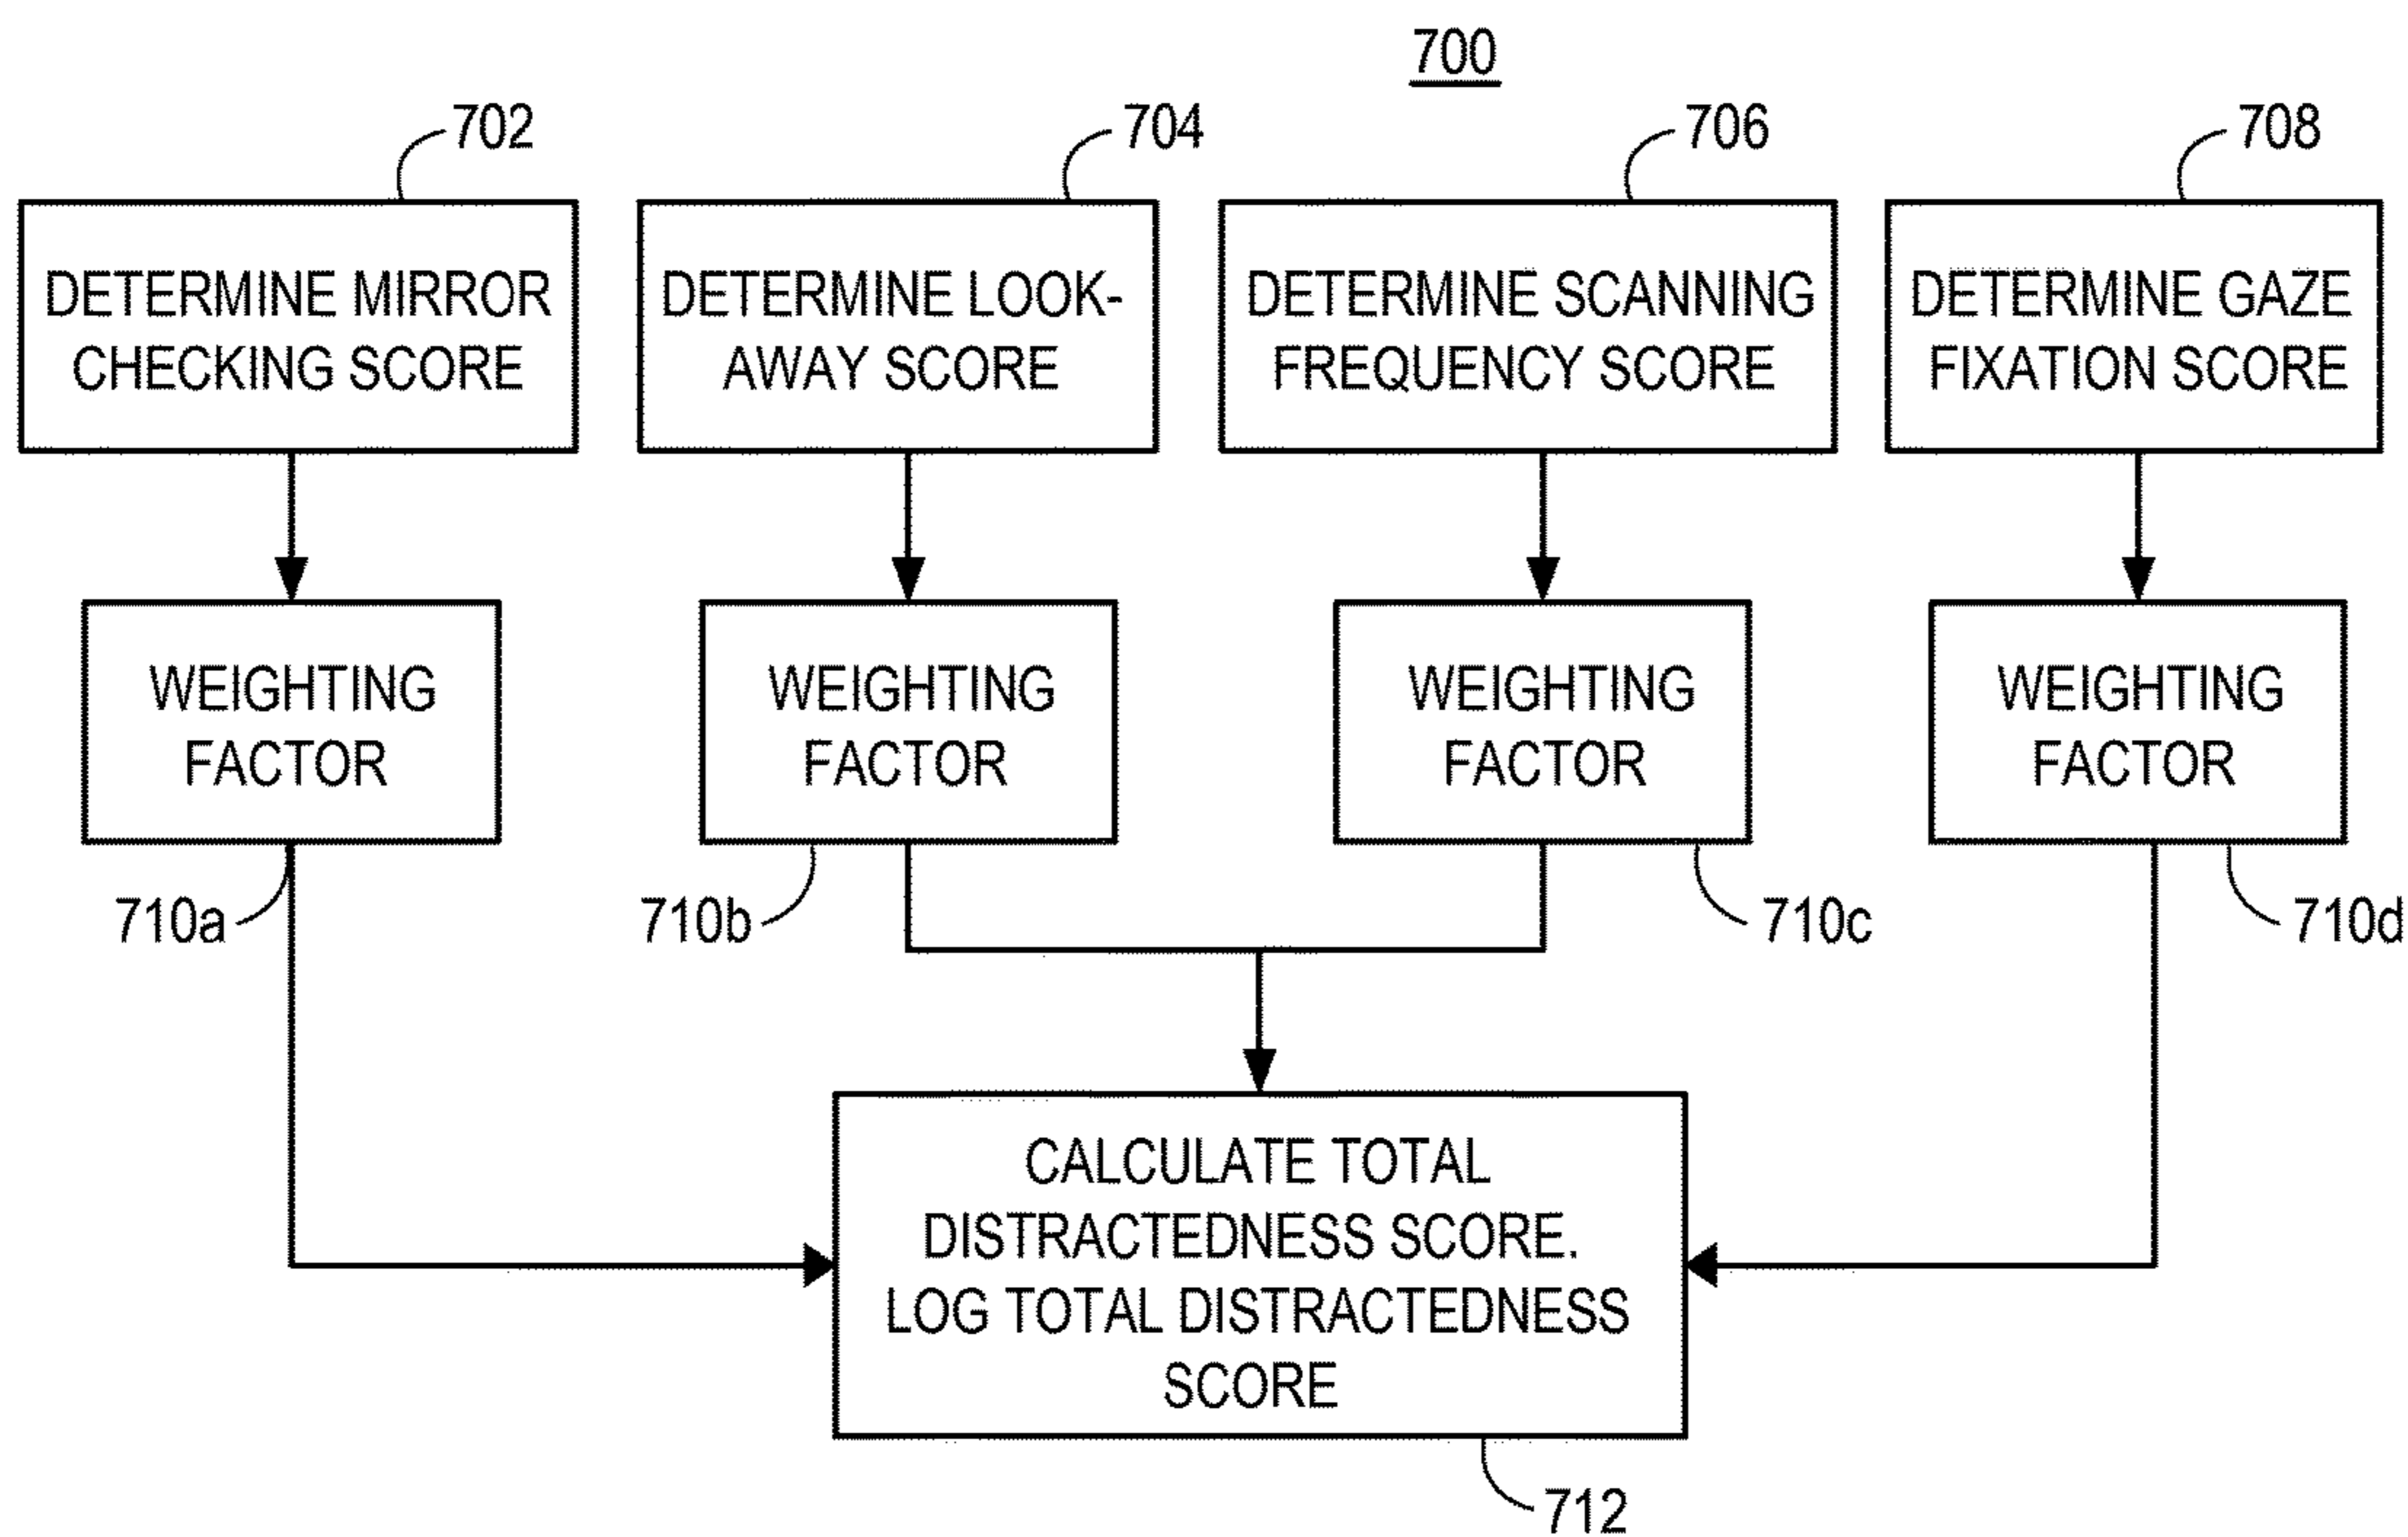 700
702
704
706
708
DETERMINE MIRROR
CHECKING SCORE
DETERMINE LOOK-
AWAY SCORE
DETERMINE SCANNING
FREQUENCY SCORE
DETERMINE GAZE
FIXATION SCORE
WEIGHTING
FACTOR
WEIGHTING
FACTOR
WEIGHTING
FACTOR
WEIGHTING
FACTOR
710a
710b
710c
710d
CALCULATE TOTAL
DISTRACTEDNESS SCORE.
LOG TOTAL DISTRACTEDNESS
SCORE
712